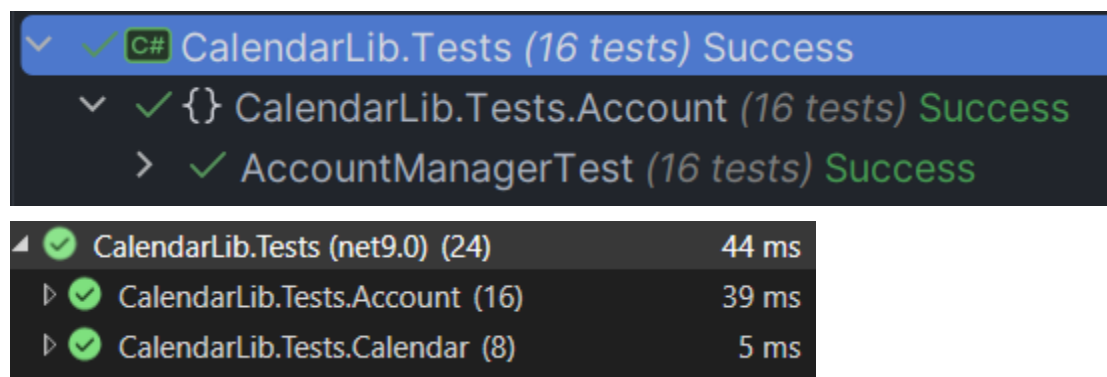 C# CalendarLib.Tests (16 tests) Success
{} CalendarLib.Tests.Account (16 tests) Success
AccountManagerTest (16 tests) Success
CalendarLib.Tests (net9.0) (24) 44 ms
CalendarLib.Tests.Account (16) 39 ms
CalendarLib.Tests.Calendar (8) 5 ms